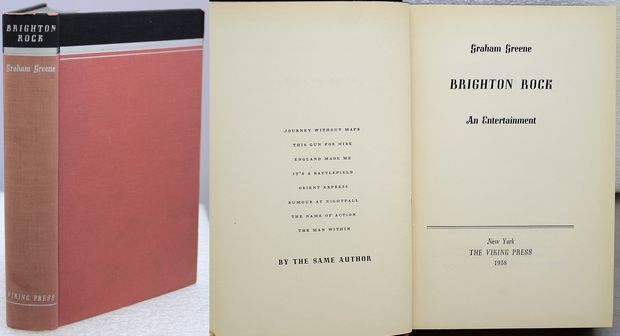 BRIGHTON
ROCK
Graham Greene
VIKING PRESS
JOURNEY WITHOUT MAPS
THIS GUN FOR HIRE
ENGLAND MADE ME
IT'S A BATTLEFIELD
ORIENT EXPRESS
RUMOUR AT NIGHTFALL
THE NAME OF ACTION
THE MAN WITHIN
BY THE SAME AUTHOR
Graham Greene
BRIGHTON ROCK
An Entertainment
New York
THE VIKING PRESS
1938